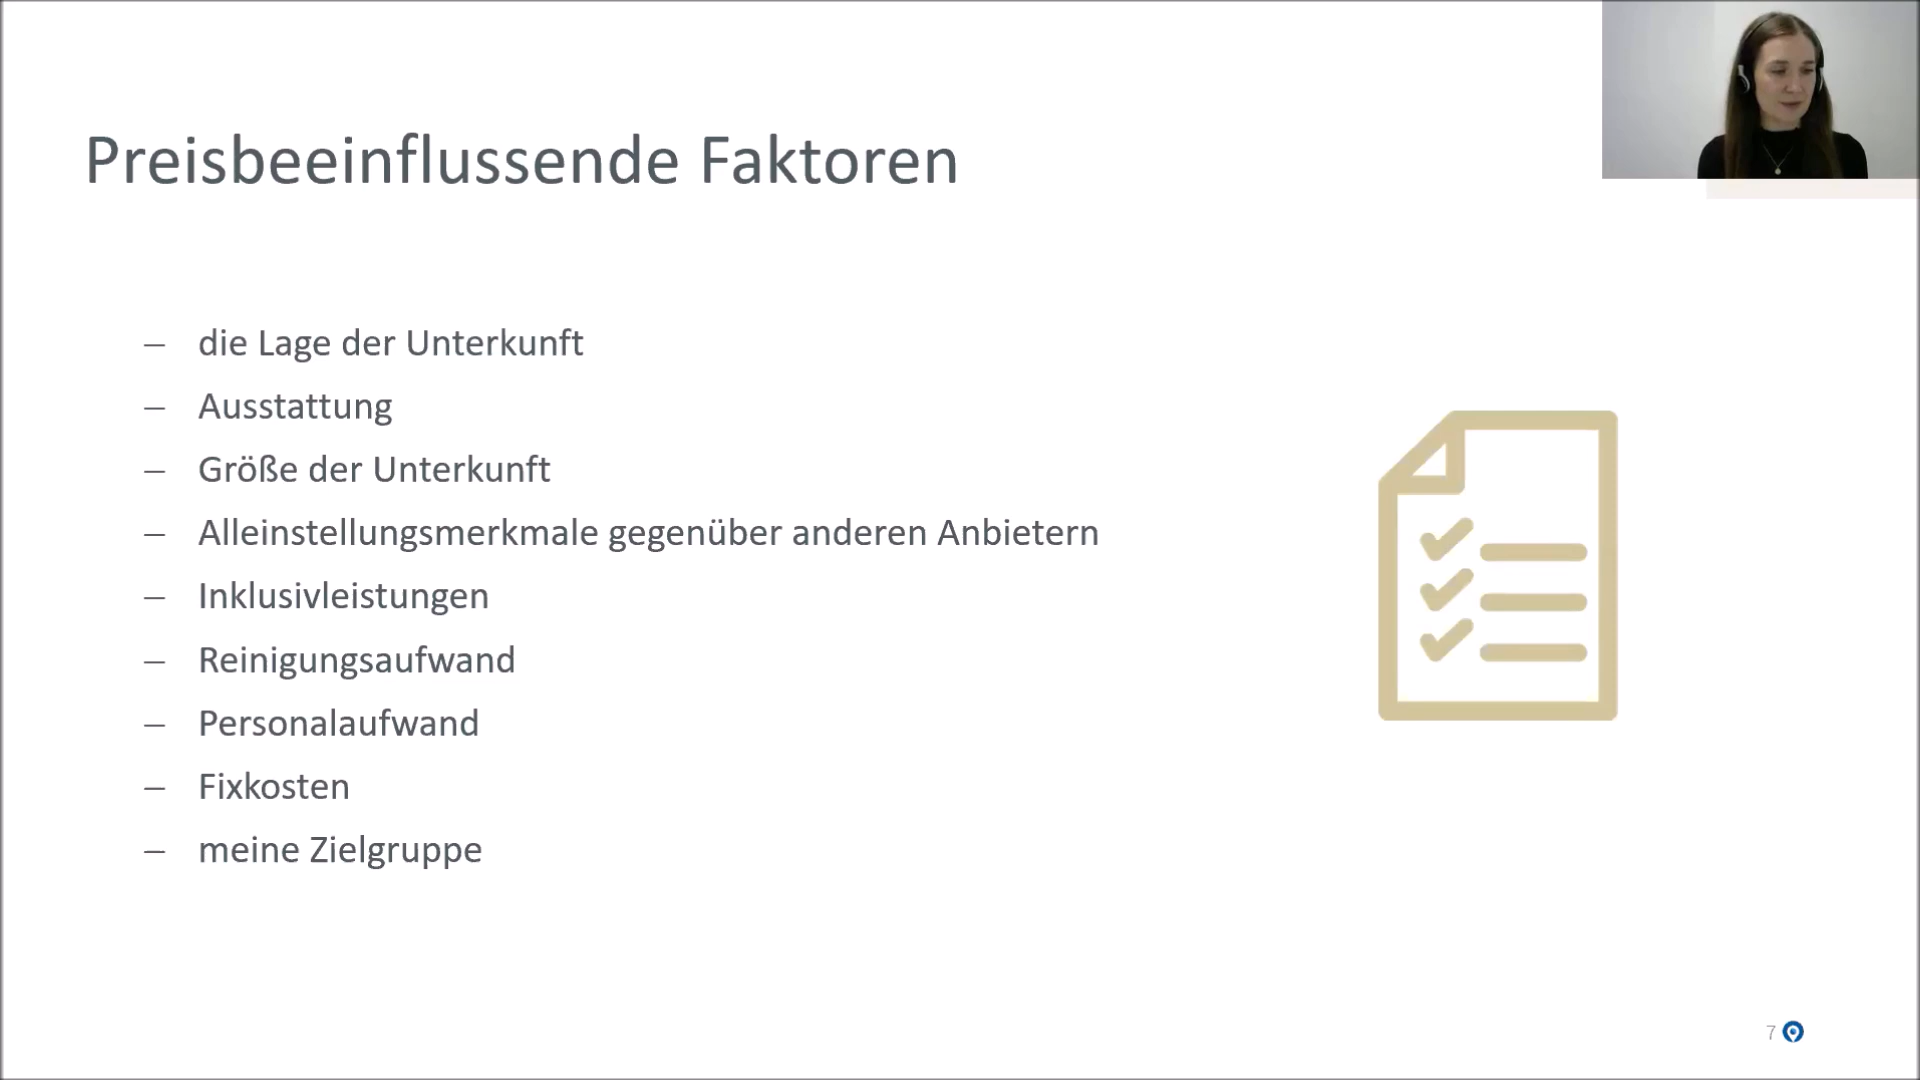 Preisbeeinflussende Faktoren
– die Lage der Unterkunft
– Ausstattung
– Größe der Unterkunft
– Alleinstellungsmerkmale gegenüber anderen Anbietern
– Inklusivleistungen
– Reinigungsaufwand
– Personalaufwand
– Fixkosten
– meine Zielgruppe
7